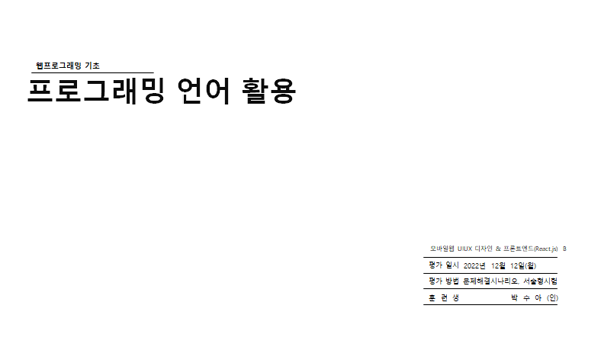 웹프로그래밍 기초
프로그래밍 언어 활용
모바일웹 UIUX 디자인 & 프론트엔드(React.js) B
평가 일시 2022년 12월 12일(월)
평가 방법 문제해결시나리오, 서술형시험
훈 련 생 박 수 아 (인)